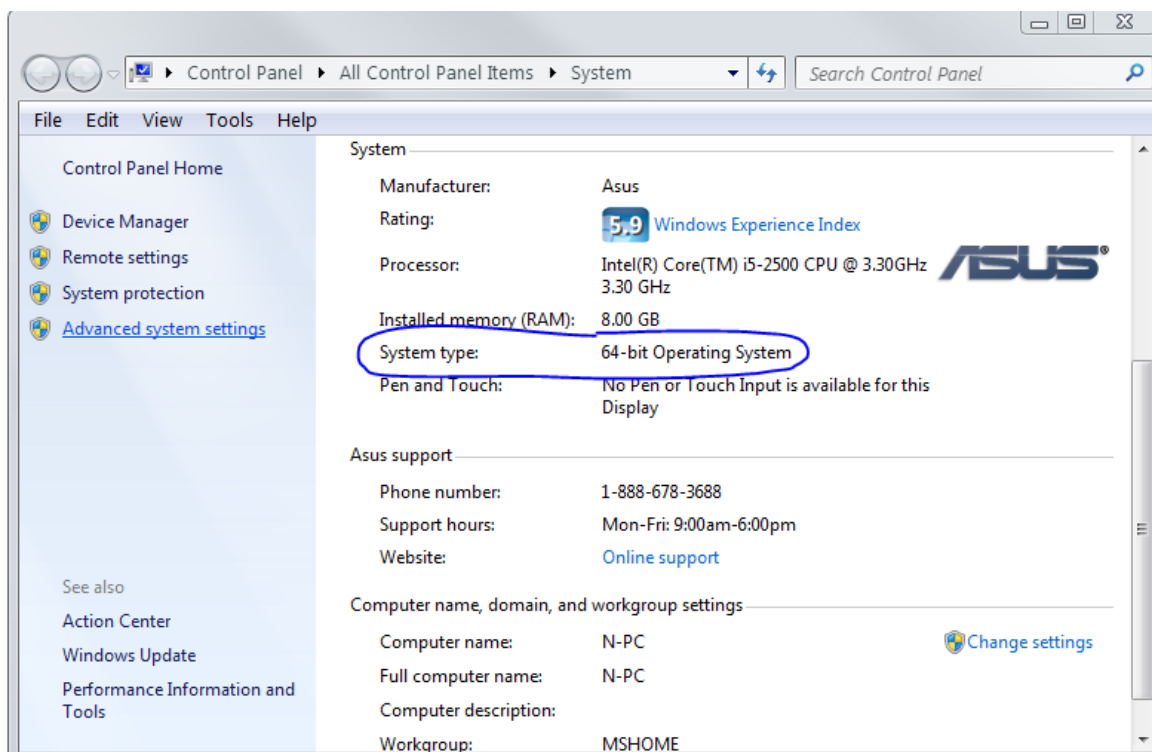 Control Panel All Control Panel Items System Search Control Panel
File Edit View Tools Help
Control Panel Home
Device Manager
Remote settings
System protection
Advanced system settings
See also
Action Center
Windows Update
Performance Information and
Tools
System
Manufacturer: Asus
Rating: 5.9 Windows Experience Index
Processor: Intel(R) Core(TM) i5-2500 CPU @ 3.30GHz
3.30 GHz
ASUS®
Installed memory (RAM): 8.00 GB
System type: 64-bit Operating System
Pen and Touch: No Pen or Touch Input is available for this
Display
Asus support
Phone number: 1-888-678-3688
Support hours: Mon-Fri: 9:00am-6:00pm
Website: Online support
Computer name, domain, and workgroup settings
Computer name: N-PC Change settings
Full computer name: N-PC
Computer description:
Workgroup: MSHOME